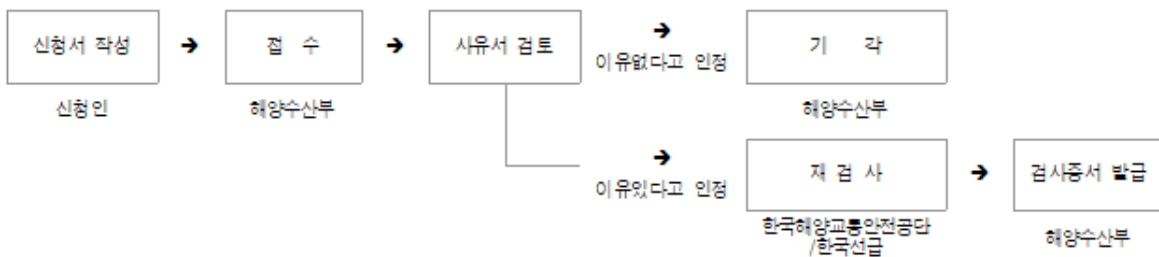 신청서 작성 ➔ 접 수 ➔ 사유서 검토 ➔ 기 각
이유없다고 인정
신청인 해양수산부 해양수산부
➔ 재 검 사 ➔ 검사증서 발급
이유있다고 인정
한국해양교통안전공단
/한국선급
해양수산부